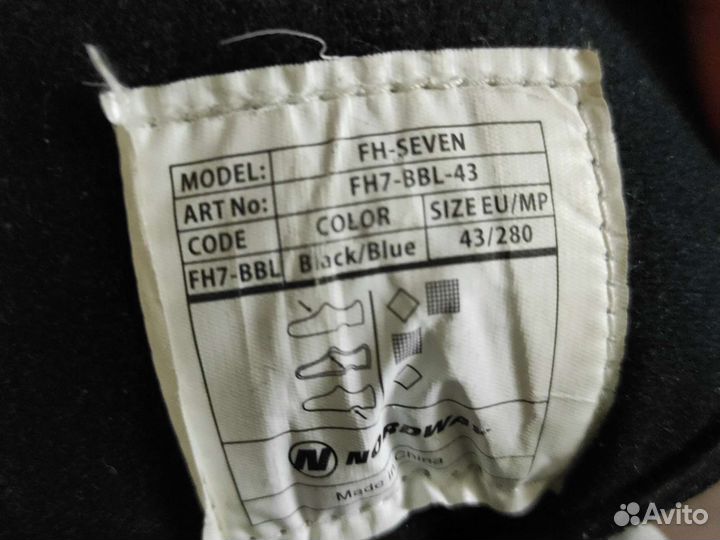 MODEL: FH-SEVEN
ART No: FH7-BBL-43
CODE COLOR SIZE EU/MP
FH7-BBL Black/Blue 43/280
N NORDWAY
Made in China
Avito